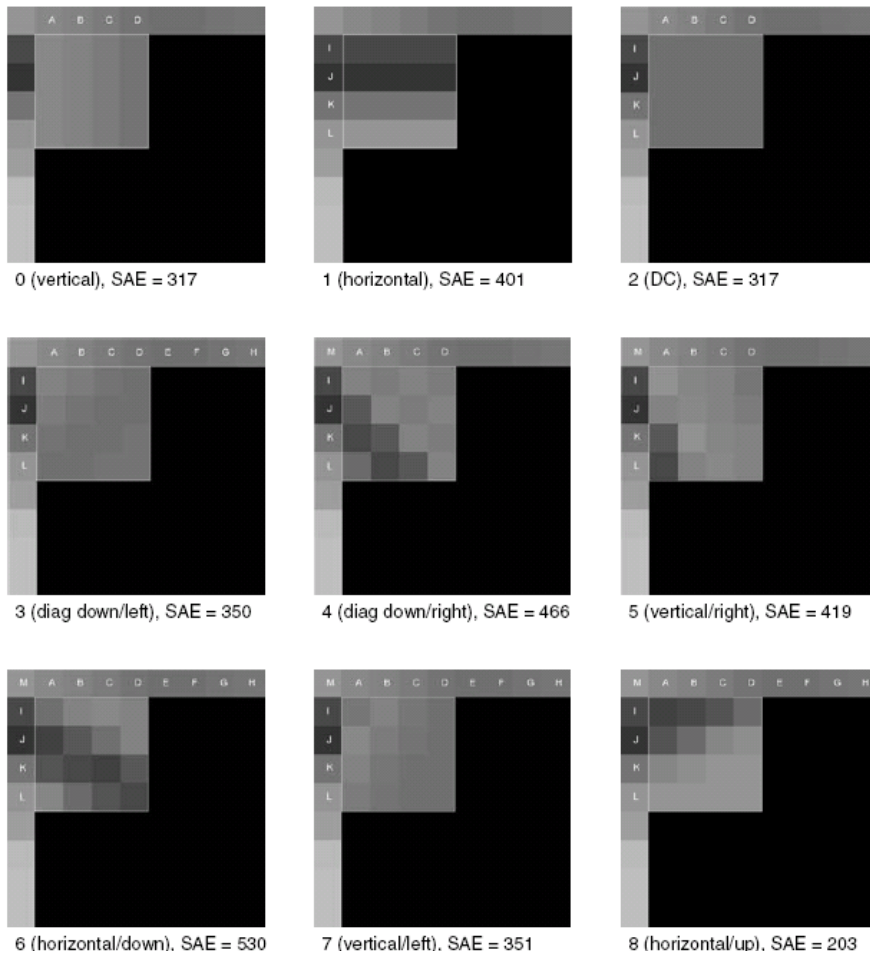 A B C D
I
J
K
L
A B C D
I
J
K
L
0 (vertical), SAE = 317
1 (horizontal), SAE = 401
2 (DC), SAE = 317
A B C D E F G H
I
J
K
L
M A B C D
I
J
K
L
M A B C D
I
J
K
L
3 (diag down/left), SAE = 350
4 (diag down/right), SAE = 466
5 (vertical/right), SAE = 419
M A B C D E F G H
I
J
K
L
M A B C D E F G H
I
J
K
L
M A B C D E F G H
I
J
K
L
6 (horizontal/down), SAE = 530
7 (vertical/left), SAE = 351
8 (horizontal/up), SAE = 203